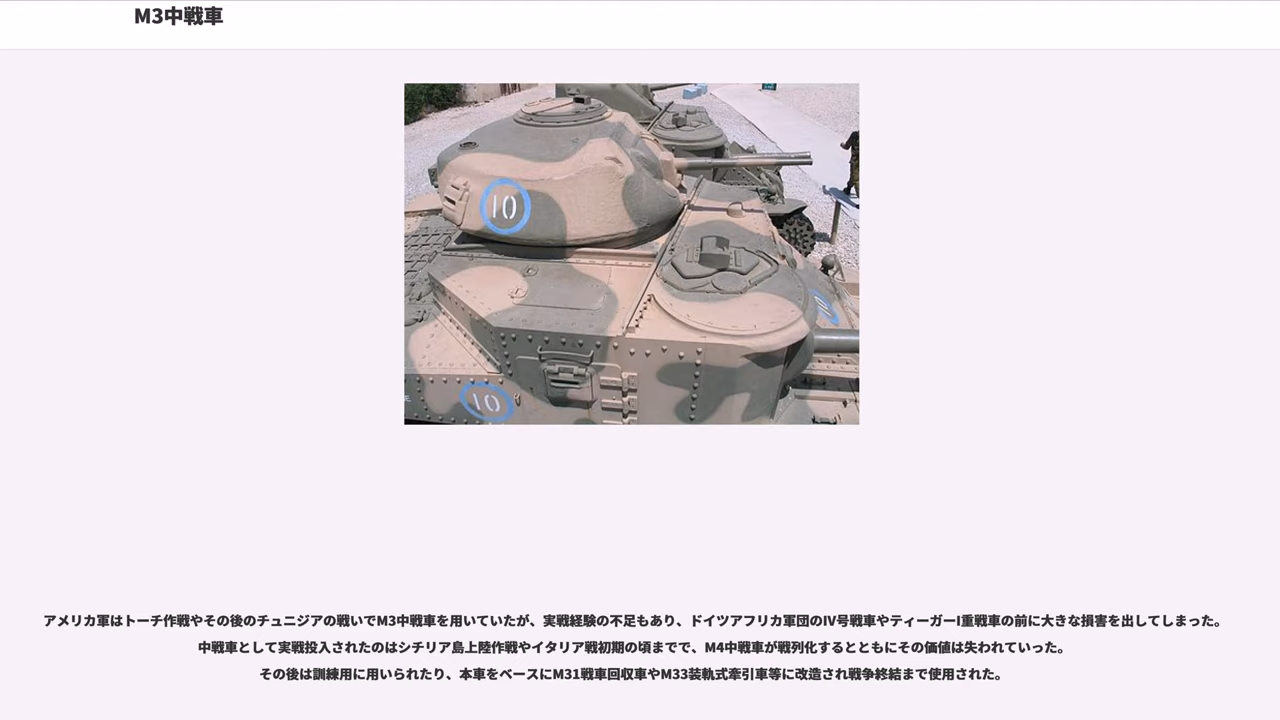 M3中戦車
10
10
アメリカ軍はトーチ作戦やその後のチュニジアの戦いでM3中戦車を用いていたが、実戦経験の不足もあり、ドイツアフリカ軍団のIV号戦車やティーガーI重戦車の前に大きな損害を出してしまった。
中戦車として実戦投入されたのはシチリア島上陸作戦やイタリア戦初期の頃までで、M4中戦車が戦列化するとともにその価値は失われていった。
その後は訓練用に用いられたり、本車をベースにM31戦車回収車やM33装軌式牽引車等に改造され戦争終結まで使用された。